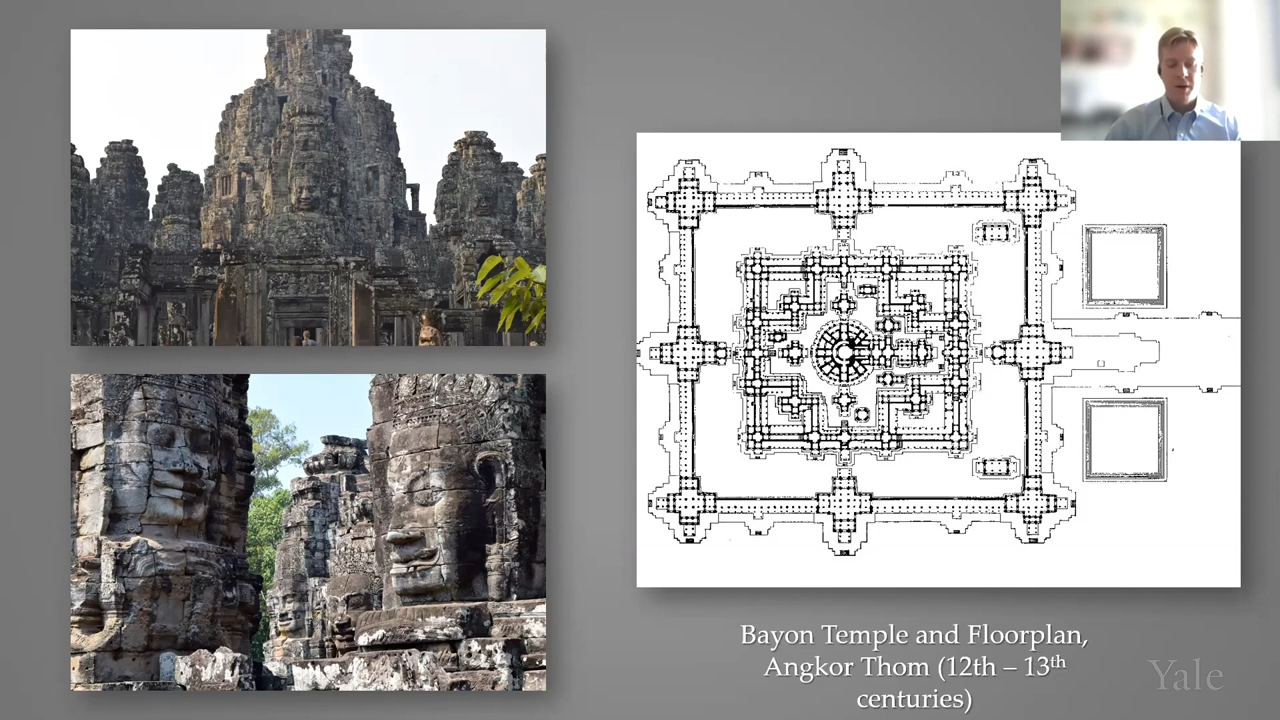 Bayon Temple and Floorplan,
Angkor Thom (12th – 13th
centuries)
Yale